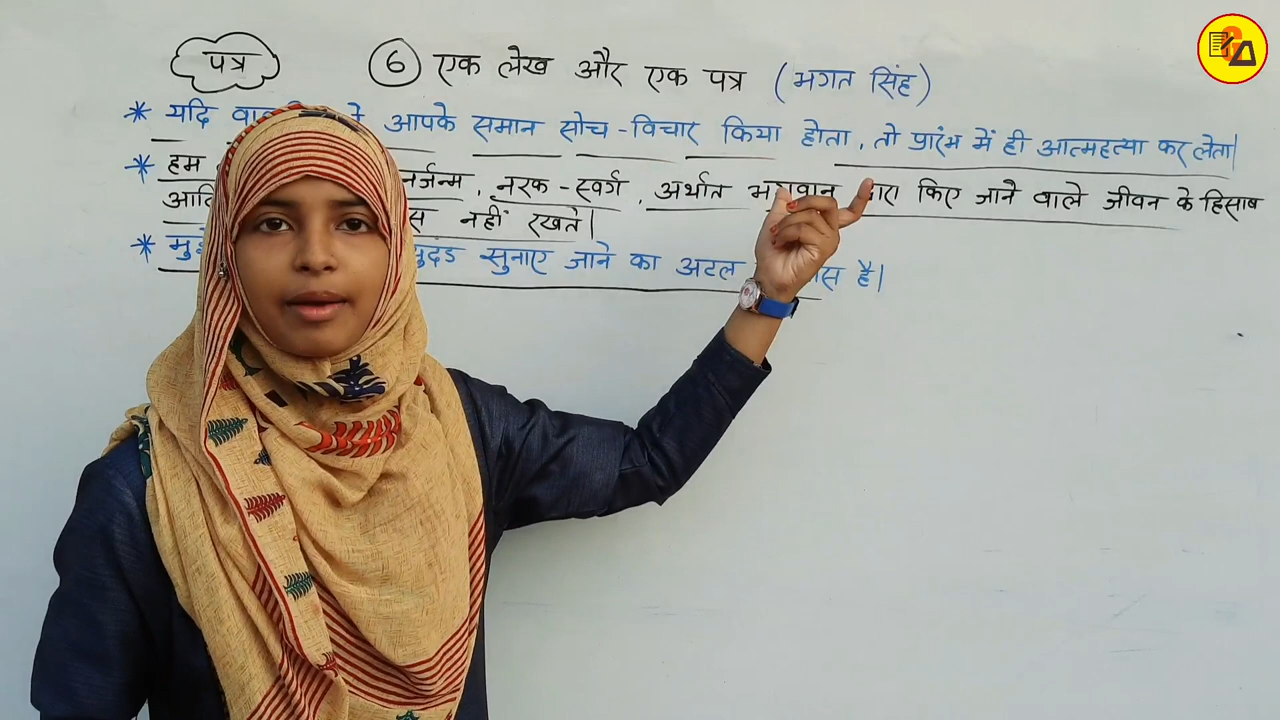 पत्र
6 एक लेख और एक पत्र (भगत सिंह)
* यदि आपके समान सोच-विचार किया होता, तो प्रारंभ में ही आत्महत्या कर लेता।
* हम नरक-स्वर्ग, अर्थात भगवान द्वारा किए जाने वाले जीवन के हिसाब
नहीं रखते।
* सुनाए जाने का अटल है।